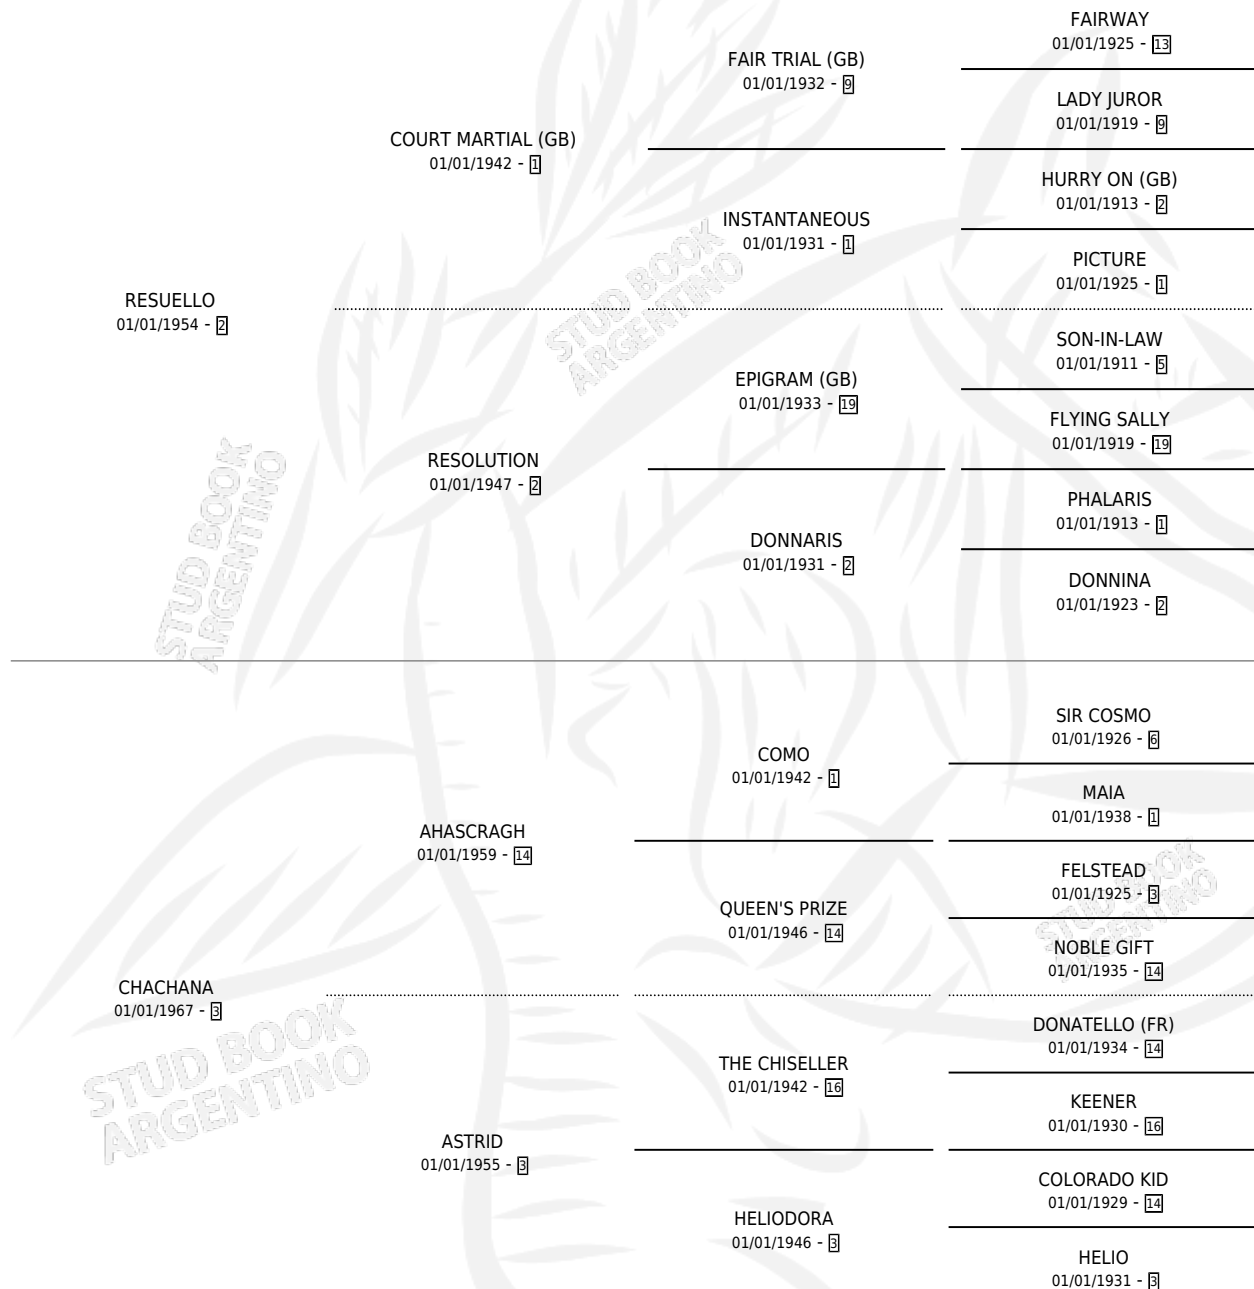 FAIRWAY
01/01/1925 - 13
FAIR TRIAL (GB)
01/01/1932 - 9
LADY JUROR
01/01/1919 - 9
COURT MARTIAL (GB)
01/01/1942 - 1
HURRY ON (GB)
01/01/1913 - 2
INSTANTANEOUS
01/01/1931 - 1
PICTURE
01/01/1925 - 1
RESUELLO
01/01/1954 - 2
SON-IN-LAW
01/01/1911 - 5
EPIGRAM (GB)
01/01/1933 - 19
FLYING SALLY
01/01/1919 - 19
RESOLUTION
01/01/1947 - 2
PHALARIS
01/01/1913 - 1
DONNARIS
01/01/1931 - 2
DONNINA
01/01/1923 - 2
SIR COSMO
01/01/1926 - 6
COMO
01/01/1942 - 1
MAIA
01/01/1938 - 1
AHASCRAGH
01/01/1959 - 14
FELSTEAD
01/01/1925 - 3
QUEEN'S PRIZE
01/01/1946 - 14
NOBLE GIFT
01/01/1935 - 14
CHACHANA
01/01/1967 - 3
DONATELLO (FR)
01/01/1934 - 14
THE CHISELLER
01/01/1942 - 16
KEENER
01/01/1930 - 16
ASTRID
01/01/1955 - 3
COLORADO KID
01/01/1929 - 14
HELIODORA
01/01/1946 - 3
HELIO
01/01/1931 - 3
STUD BOOK
ARGENTINO
STUD BOOK
ARGENTINO
STUD BOOK
ARGENTINO
STUD BOOK
ARGENTINO